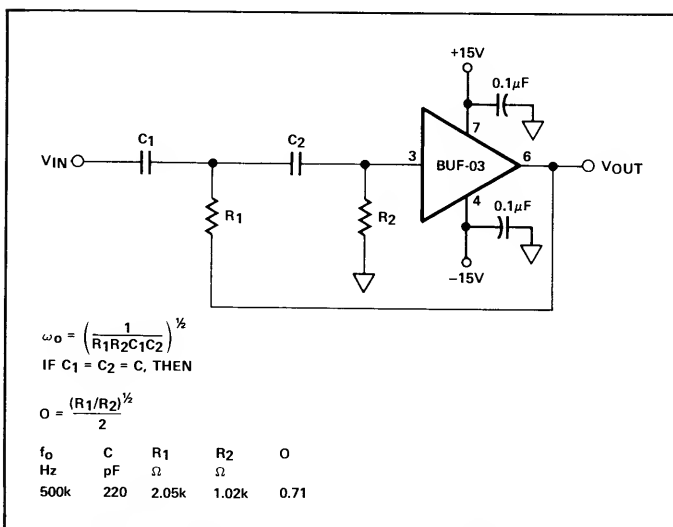 +15V
0.1μF
C1
C2
7
VIN
3
BUF-03
6
VOUT
R1
R2
4
0.1μF
−15V
ωo = (1/R1R2C1C2)^½
IF C1 = C2 = C, THEN
O = (R1/R2)^½/2
fo C R1 R2 O
Hz pF Ω Ω
500k 220 2.05k 1.02k 0.71